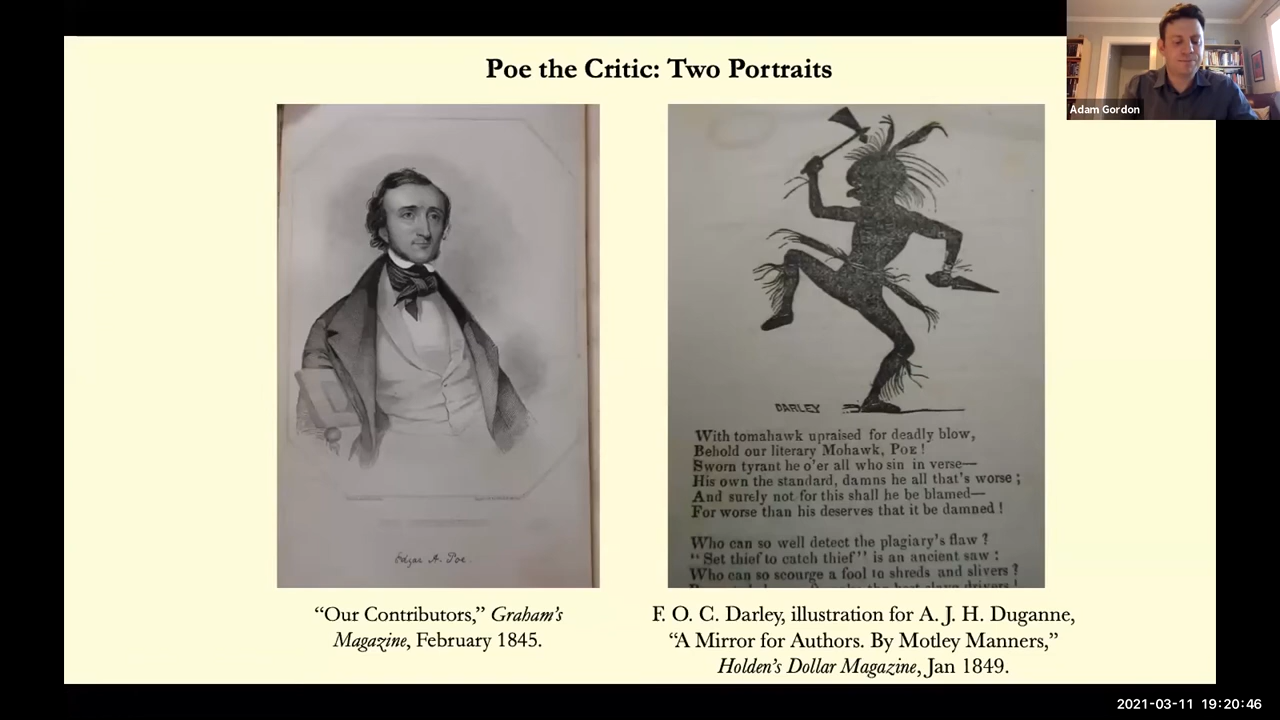 Poe the Critic: Two Portraits
Adam Gordon
Edgar A. Poe.
DARLEY
With tomahawk upraised for deadly blow,
Behold our literary Mohawk, POE !
Sworn tyrant he o'er all who sin in verse—
His own the standard, damns he all that's worse ;
And surely not for this shall he be blamed—
For worse than his deserves that it be damned !
Who can so well detect the plagiary's flaw ?
“Set thief to catch thief” is an ancient saw :
Who can so scourge a fool to shreds and slivers ?
“Our Contributors,” Graham’s
Magazine, February 1845.
F. O. C. Darley, illustration for A. J. H. Duganne,
“A Mirror for Authors. By Motley Manners,”
Holden’s Dollar Magazine, Jan 1849.
2021-03-11 19:20:46